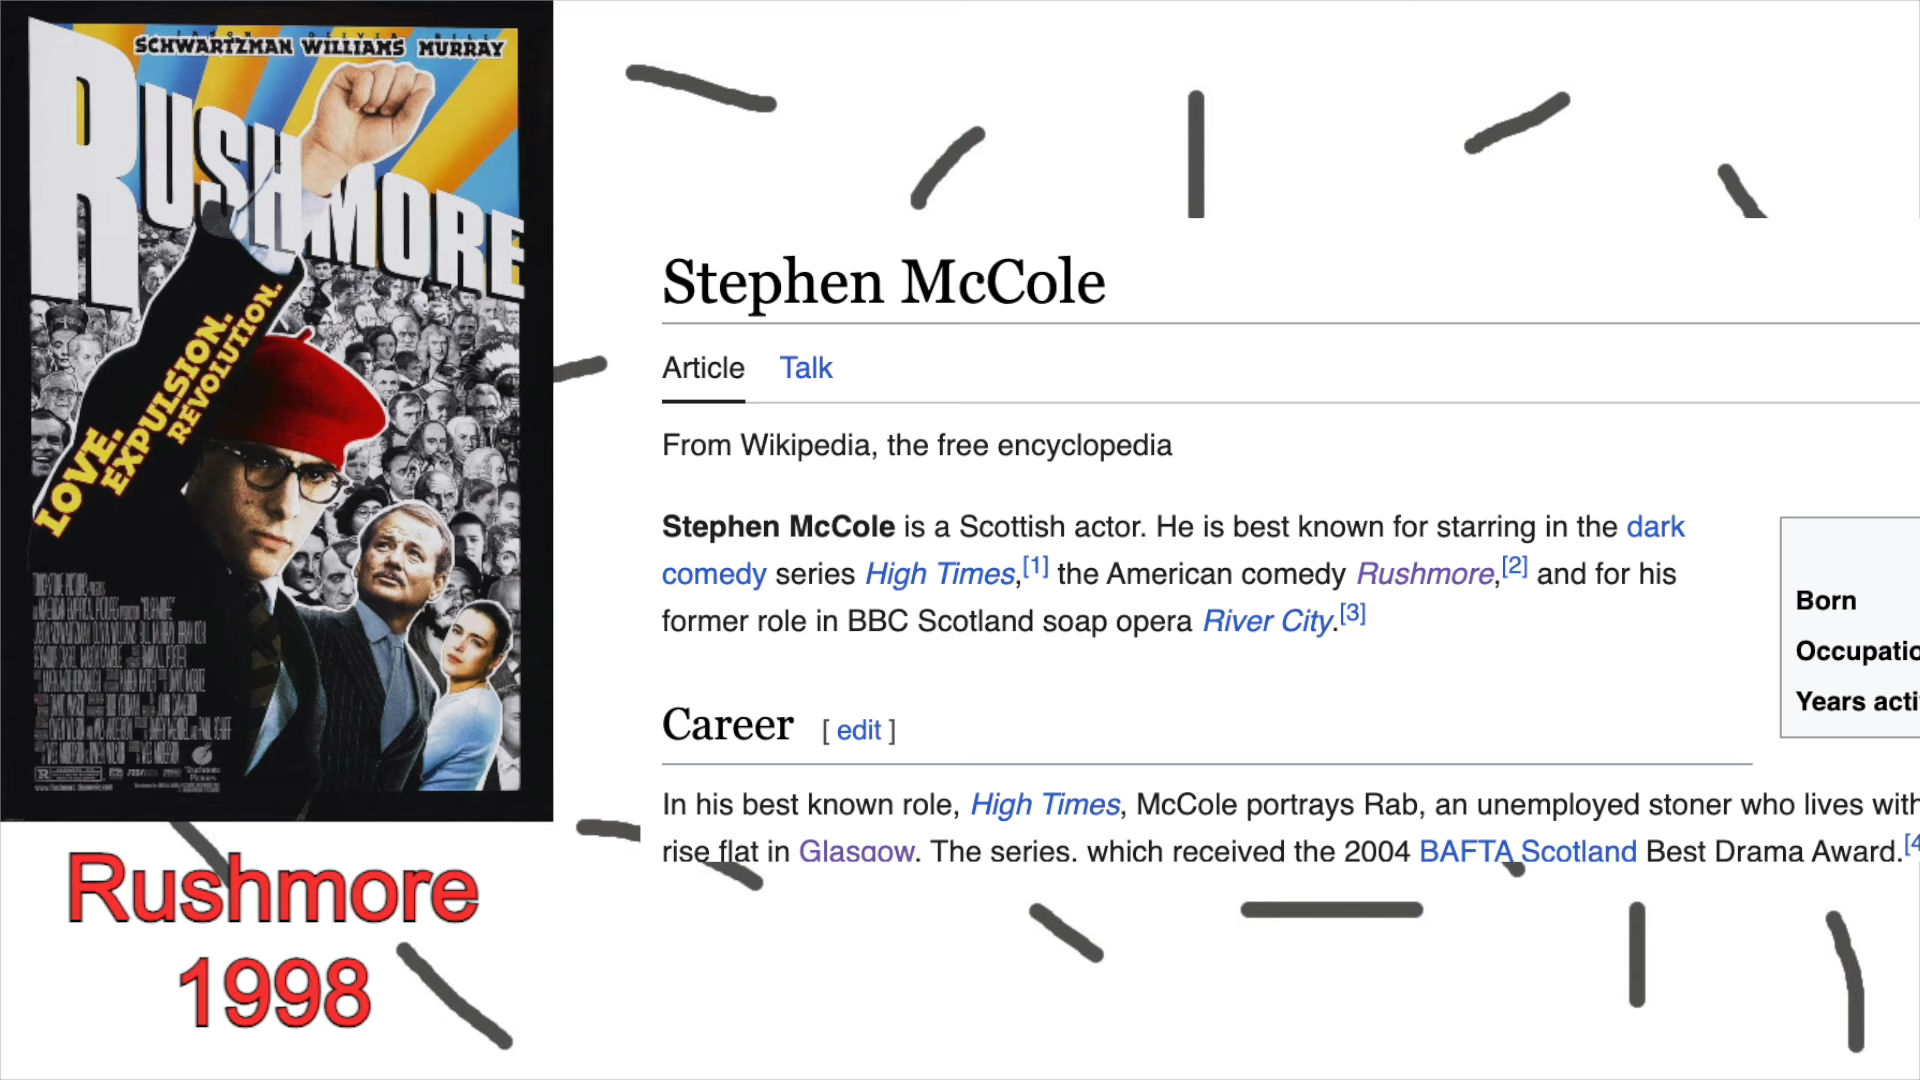 JASON OLIVIA BILL
SCHWARTZMAN WILLIAMS MURRAY
RUSHMORE
LOVE.
EXPULSION.
REVOLUTION.
Rushmore
1998
Stephen McCole
Article Talk
From Wikipedia, the free encyclopedia
Stephen McCole is a Scottish actor. He is best known for starring in the dark
comedy series High Times,[1] the American comedy Rushmore,[2] and for his
former role in BBC Scotland soap opera River City.[3]
Born
Occupatio
Years acti
Career [ edit ]
In his best known role, High Times, McCole portrays Rab, an unemployed stoner who lives with
rise flat in Glasgow. The series. which received the 2004 BAFTA Scotland Best Drama Award.[4